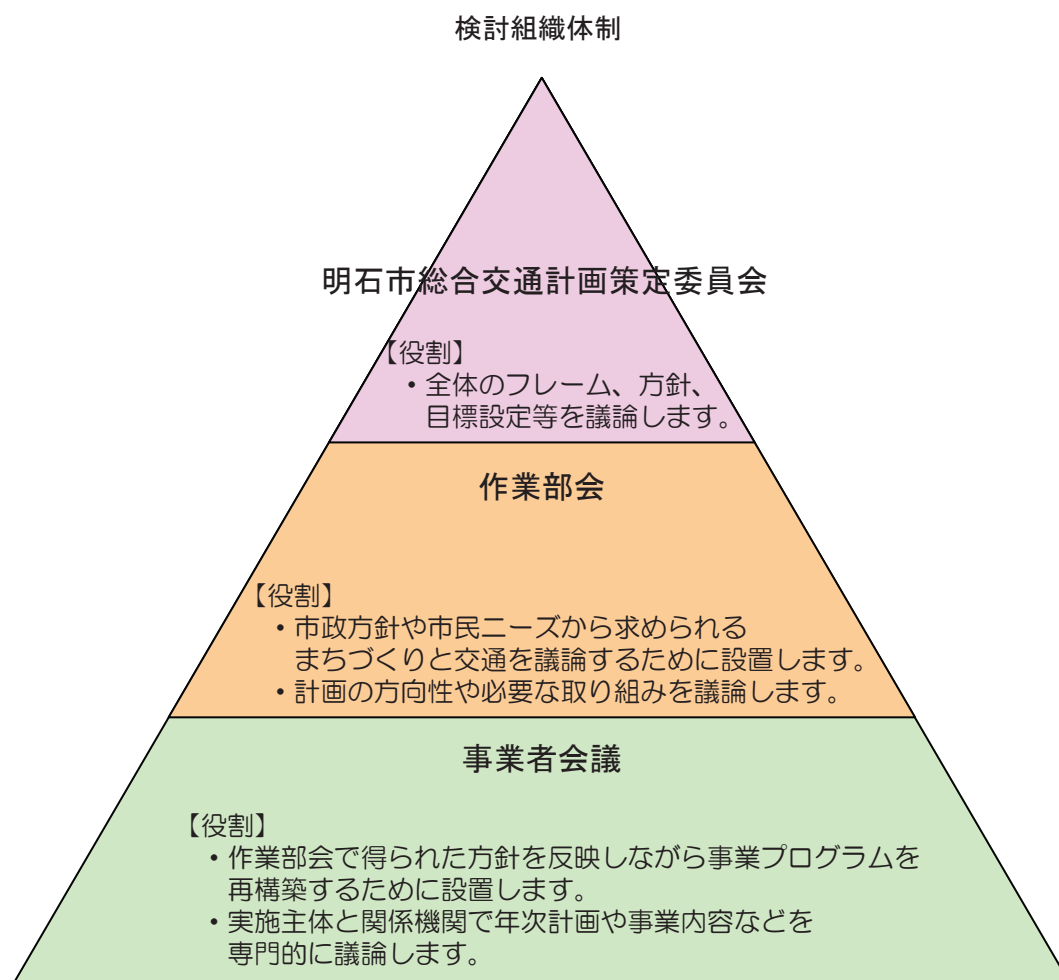 検討組織体制
明石市総合交通計画策定委員会
【役割】
・全体のフレーム、方針、
目標設定等を議論します。
作業部会
【役割】
・市政方針や市民ニーズから求められる
まちづくりと交通を議論するために設置します。
・計画の方向性や必要な取り組みを議論します。
事業者会議
【役割】
・作業部会で得られた方針を反映しながら事業プログラムを
再構築するために設置します。
・実施主体と関係機関で年次計画や事業内容などを
専門的に議論します。